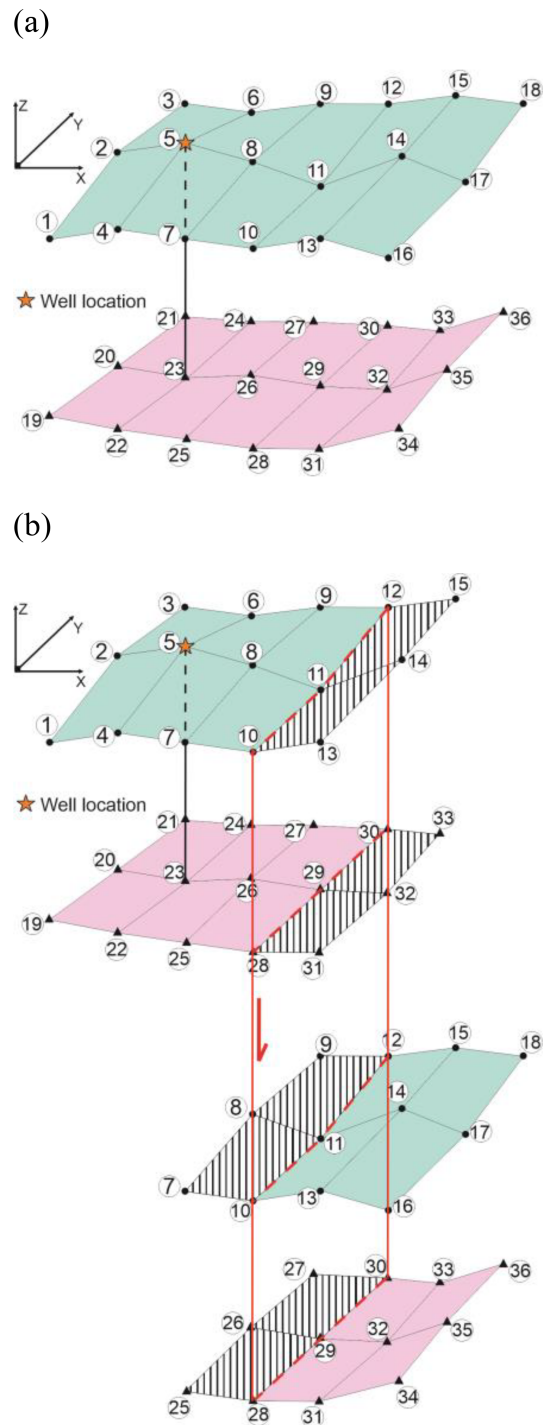 (a)
3 6 9 12 15 18
Z
Y
X
2 5 8 14
11 17
1 4 7 10 13 16
Well location
21 24 27 30 33 36
20 23 26 29 32 35
19 22 25 28 31 34
(b)
3 6 9 12 15
Z
Y
X
2 5 8 11 14
1 4 7 10 13
Well location
21 24 27 30 33
20 23 26 29 32
19 22 25 28 31
9 12 15 18
8 14
11 17
7 10 13 16
27 30 33 36
26 29 32 35
25 28 31 34